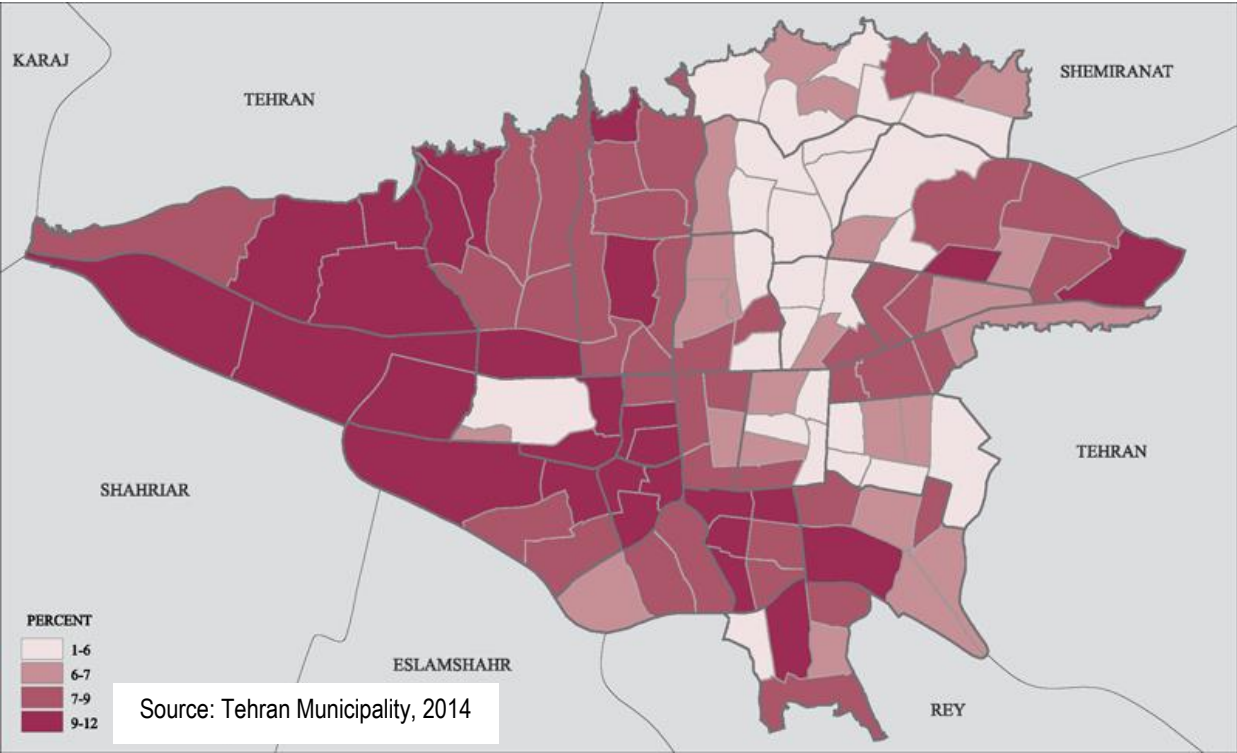 KARAJ
TEHRAN
SHEMIRANAT
TEHRAN
SHAHRIAR
ESLAMSHAHR
REY
PERCENT
1-6
6-7
7-9
9-12
Source: Tehran Municipality, 2014